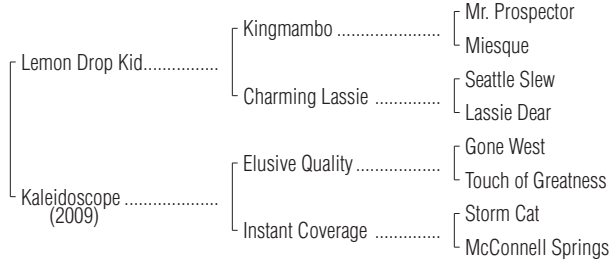 Mr. Prospector
Kingmambo ...................
Miesque
Lemon Drop Kid...............
Seattle Slew
Charming Lassie .............
Lassie Dear
Gone West
Elusive Quality ................
Touch of Greatness
Kaleidoscope ...................
(2009)
Storm Cat
Instant Coverage .............
McConnell Springs